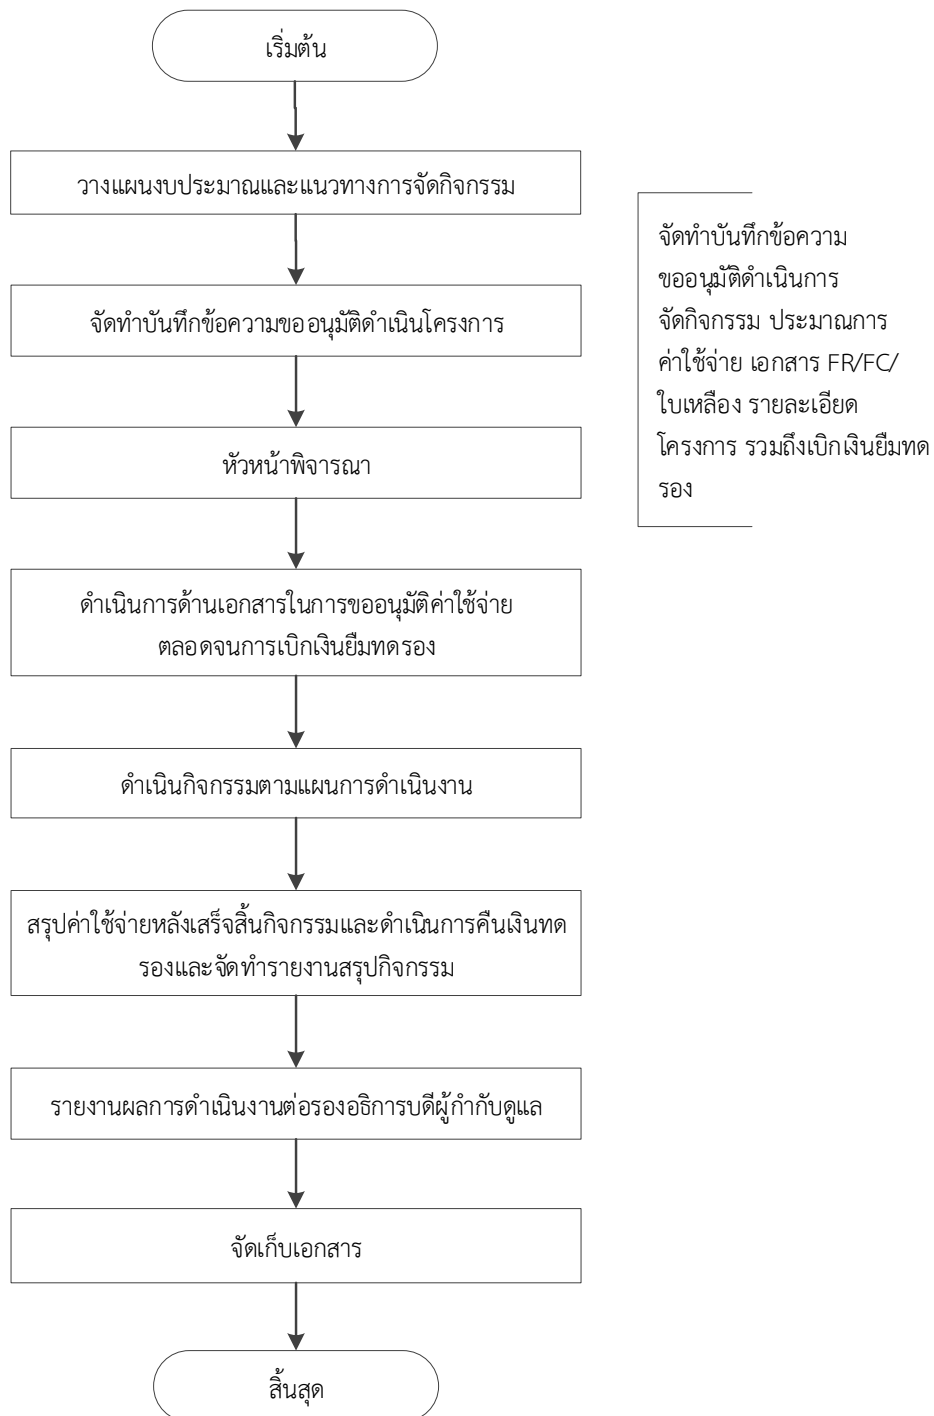 เริ่มต้น
วางแผนงบประมาณและแนวทางการจัดกิจกรรม
จัดทำบันทึกข้อความขออนุมัติดำเนินโครงการ
จัดทำบันทึกข้อความ
ขออนุมัติดำเนินการ
จัดกิจกรรม ประมาณการ
ค่าใช้จ่าย เอกสาร FR/FC/
ใบเหลือง รายละเอียด
โครงการ รวมถึงเบิกเงินยืมทด
รอง
หัวหน้าพิจารณา
ดำเนินการด้านเอกสารในการขออนุมัติค่าใช้จ่าย
ตลอดจนการเบิกเงินยืมทดรอง
ดำเนินกิจกรรมตามแผนการดำเนินงาน
สรุปค่าใช้จ่ายหลังเสร็จสิ้นกิจกรรมและดำเนินการคืนเงินทด
รองและจัดทำรายงานสรุปกิจกรรม
รายงานผลการดำเนินงานต่อรองอธิการบดีผู้กำกับดูแล
จัดเก็บเอกสาร
สิ้นสุด